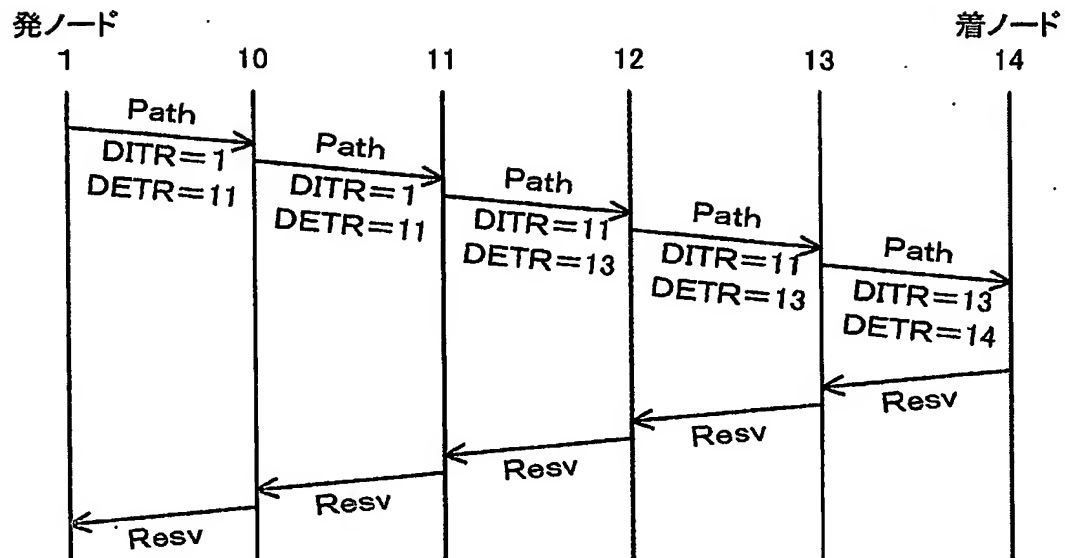 発ノード
着ノード
1 10 11 12 13 14
Path
DITR=1
DETR=11
Path
DITR=1
DETR=11
Path
DITR=11
DETR=13
Path
DITR=11
DETR=13
Path
DITR=13
DETR=14
Resv
Resv
Resv
Resv
Resv